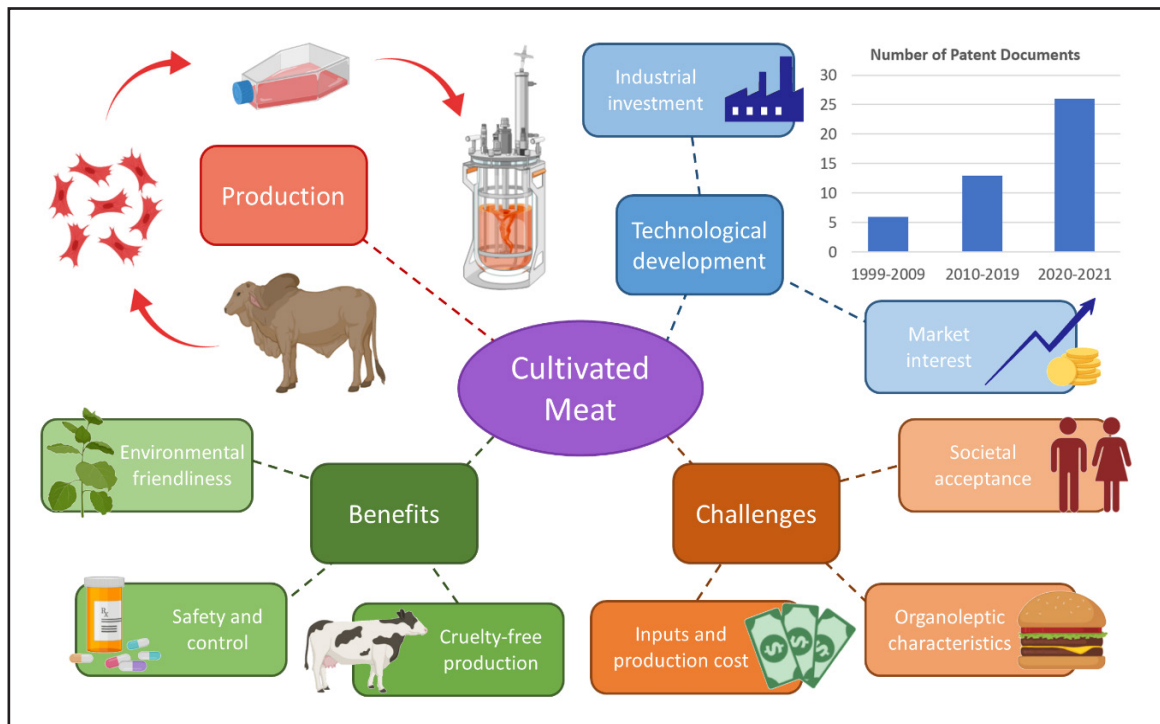 Production
Industrial
investment
Technological
development
Number of Patent Documents
30
25
20
15
10
5
0
1999-2009
2010-2019
2020-2021
Market
interest
Cultivated
Meat
Environmental
friendliness
Benefits
Safety and
control
Cruelty-free
production
Challenges
Societal
acceptance
Inputs and
production cost
Organoleptic
characteristics